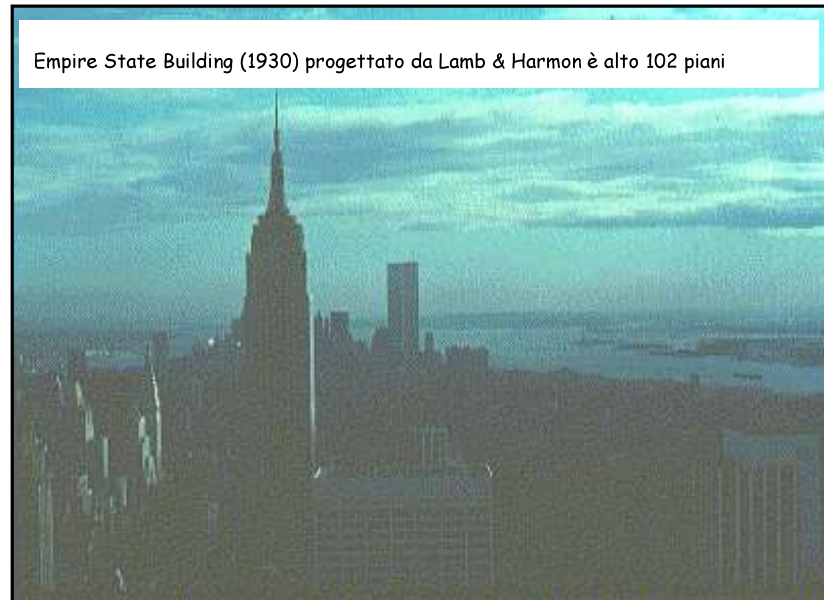 Empire State Building (1930) progettato da Lamb & Harmon è alto 102 piani